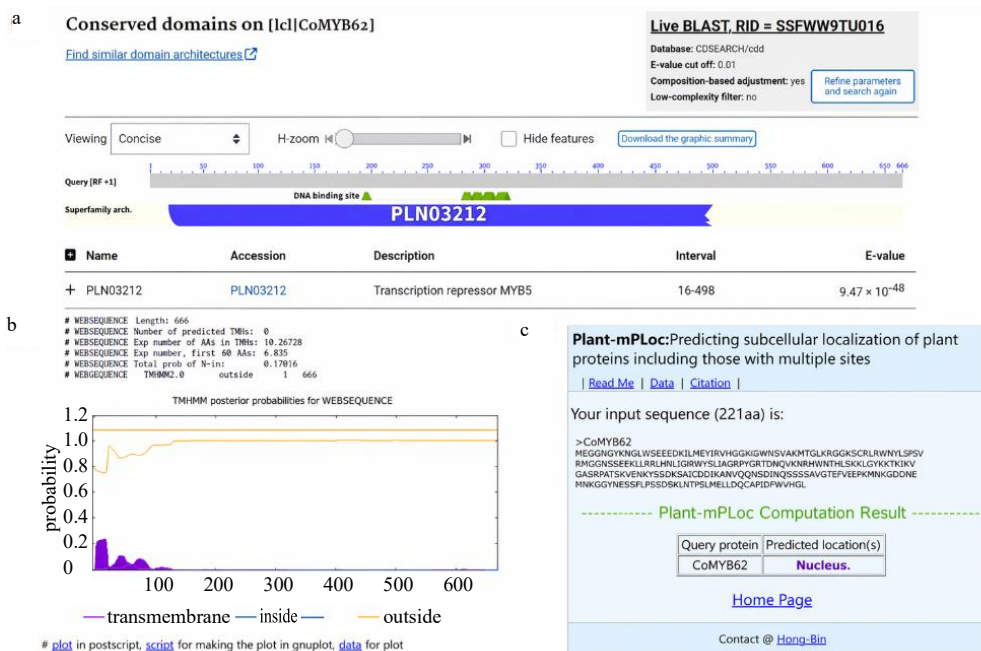 a
Conserved domains on [lcl|CoMYB62]
Find similar domain architectures
Live BLAST, RID = SSFWW9TU016
Database: CDSEARCH/cdd
E-value cut off: 0.01
Composition-based adjustment: yes
Low-complexity filter: no
Refine parameters
and search again
Viewing Concise H-zoom Hide features Download the graphic summary
1 50 100 150 200 250 300 350 400 450 500 550 600 650 666
Query [RF +1]
DNA binding site
Superfamily arch. PLN03212
Name Accession Description Interval E-value
+ PLN03212 PLN03212 Transcription repressor MYB5 16-498 9.47 × 10⁻⁴⁸
b
# WEBSEQUENCE Length: 666
# WEBSEQUENCE Number of predicted TMHs: 0
# WEBSEQUENCE Exp number of AAs in TMHs: 10.26728
# WEBSEQUENCE Exp number, first 60 AAs: 6.835
# WEBSEQUENCE Total prob of N-in: 0.17016
# WEBGEQUENCE TMHMM2.0 outside 1 666
TMHMM posterior probabilities for WEBSEQUENCE
probability
1.2
1.0
0.8
0.6
0.4
0.2
0
100 200 300 400 500 600
transmembrane inside outside
# plot in postscript, script for making the plot in gnuplot, data for plot
c
Plant-mPLoc:Predicting subcellular localization of plant
proteins including those with multiple sites
| Read Me | Data | Citation |
Your input sequence (221aa) is:
>CoMYB62
MEGGNGYKNGLWSEEEDKILMEYIRVHGGKGWNSVAKMTGLKRGGKSCRLRWWNYLSPSV
RMGGNSSEEKLLRRLHNLIGIRWYSLIAGRPYGRTDNQVKNRHWNTHLSKKLGYKKTKIKV
GASRPATSKVENKYSSDKSAICDDIKANVQQNSDINQSSSSAVGTEFVEEPKMNKGDDNE
MNKGGYNESSFLPSSDSKLNTPSLMELLDQCAPIDFWVHGL
Plant-mPLoc Computation Result
Query protein Predicted location(s)
CoMYB62 Nucleus.
Home Page
Contact @ Hong-Bin